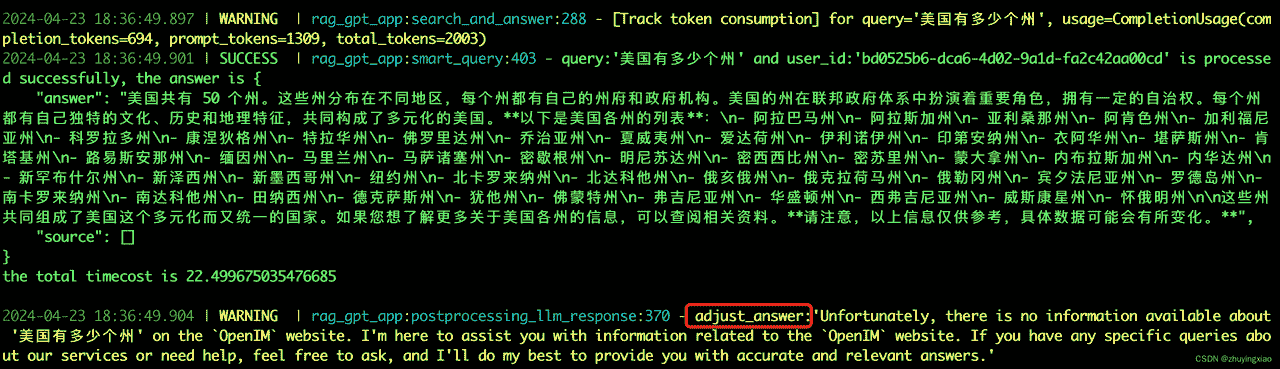 2024-04-23 18:36:49.897 | WARNING  | rag_gpt_app:search_and_answer:288 - [Track token consumption] for query='美国有多少个州', usage=CompletionUsage(com
pletion_tokens=694, prompt_tokens=1309, total_tokens=2003)
2024-04-23 18:36:49.901 | SUCCESS  | rag_gpt_app:smart_query:403 - query:'美国有多少个州' and user_id:'bd0525b6-dca6-4d02-9a1d-fa2c42aa00cd' is processe
d successfully, the answer is {
    "answer": "美国共有 50 个州。这些州分布在不同地区，每个州都有自己的州府和政府机构。美国的州在联邦政府体系中扮演着重要角色，拥有一定的自治权。每个州
都有自己独特的文化、历史和地理特征，共同构成了多元化的美国。**以下是美国各州的列表**：\n- 阿拉巴马州\n- 阿拉斯加州\n- 亚利桑那州\n- 阿肯色州\n- 加利福尼
亚州\n- 科罗拉多州\n- 康涅狄格州\n- 特拉华州\n- 佛罗里达州\n- 乔治亚州\n- 夏威夷州\n- 爱达荷州\n- 伊利诺伊州\n- 印第安纳州\n- 衣阿华州\n- 堪萨斯州\n- 肯
塔基州\n- 路易斯安那州\n- 缅因州\n- 马里兰州\n- 马萨诸塞州\n- 密歇根州\n- 明尼苏达州\n- 密西西比州\n- 密苏里州\n- 蒙大拿州\n- 内布拉斯加州\n- 内华达州\n
- 新罕布什尔州\n- 新泽西州\n- 新墨西哥州\n- 纽约州\n- 北卡罗来纳州\n- 北达科他州\n- 俄亥俄州\n- 俄克拉荷马州\n- 俄勒冈州\n- 宾夕法尼亚州\n- 罗德岛州\n-
南卡罗来纳州\n- 南达科他州\n- 田纳西州\n- 德克萨斯州\n- 犹他州\n- 佛蒙特州\n- 弗吉尼亚州\n- 华盛顿州\n- 西弗吉尼亚州\n- 威斯康星州\n- 怀俄明州\n\n这些州
共同组成了美国这个多元化而又统一的国家。如果您想了解更多关于美国各州的信息，可以查阅相关资料。**请注意，以上信息仅供参考，具体数据可能会有所变化。**",
    "source": []
}
the total timecost is 22.499675035476685
2024-04-23 18:36:49.904 | WARNING  | rag_gpt_app:postprocessing_llm_response:370 - adjust_answer:'Unfortunately, there is no information available about
 '美国有多少个州' on the `OpenIM` website. I'm here to assist you with information related to the `OpenIM` website. If you have any specific queries abo
ut our services or need help, feel free to ask, and I'll do my best to provide you with accurate and relevant answers.'
CSDN @zhuyingxiao